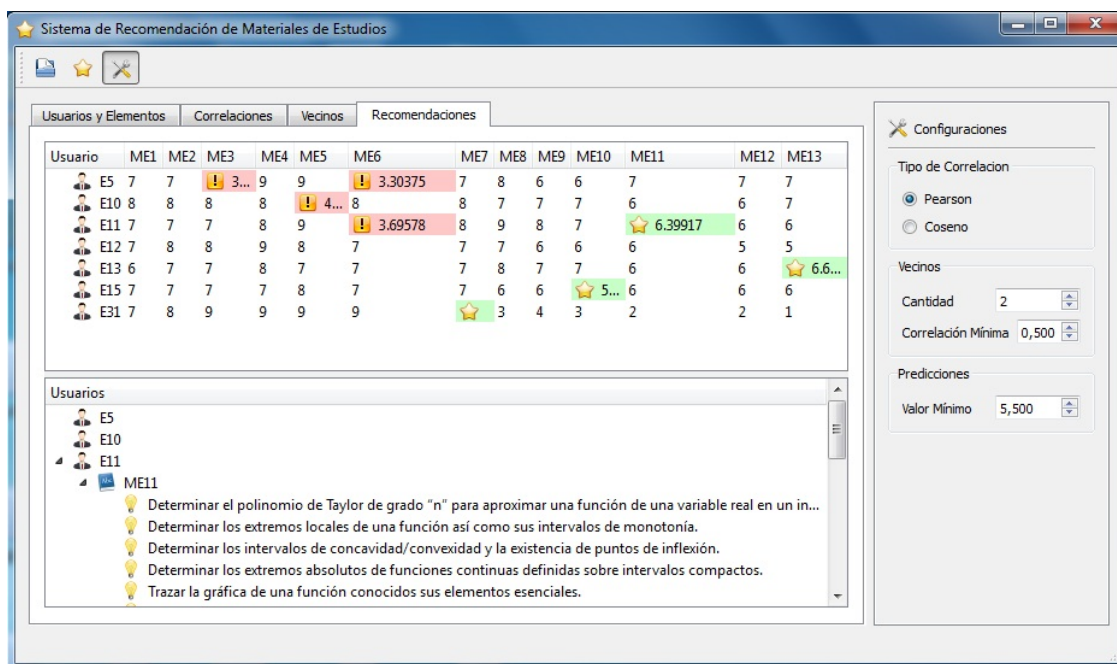 Sistema de Recomendación de Materiales de Estudios
Usuarios y Elementos Correlaciones Vecinos Recomendaciones
Usuario ME1 ME2 ME3 ME4 ME5 ME6 ME7 ME8 ME9 ME10 ME11 ME12 ME13
E5 7 7 3... 9 9 3.30375 7 8 6 6 7 7 7
E10 8 8 8 8 4... 8 8 7 7 7 6 6 7
E11 7 7 7 8 9 3.69578 8 9 8 7 6.39917 6 6
E12 7 8 8 9 8 7 7 7 6 6 6 5 5
E13 6 7 7 8 7 7 7 8 7 7 6 6 6.6...
E15 7 7 7 7 8 7 7 6 6 5... 6 6 6
E31 7 8 9 9 9 9 3 4 3 2 2 1
Usuarios
E5
E10
E11
ME11
Determinar el polinomio de Taylor de grado "n" para aproximar una función de una variable real en un in...
Determinar los extremos locales de una función así como sus intervalos de monotonía.
Determinar los intervalos de concavidad/convexidad y la existencia de puntos de inflexión.
Determinar los extremos absolutos de funciones continuas definidas sobre intervalos compactos.
Trazar la gráfica de una función conocidos sus elementos esenciales.
Configuraciones
Tipo de Correlacion
Pearson
Coseno
Vecinos
Cantidad 2
Correlación Mínima 0,500
Predicciones
Valor Mínimo 5,500